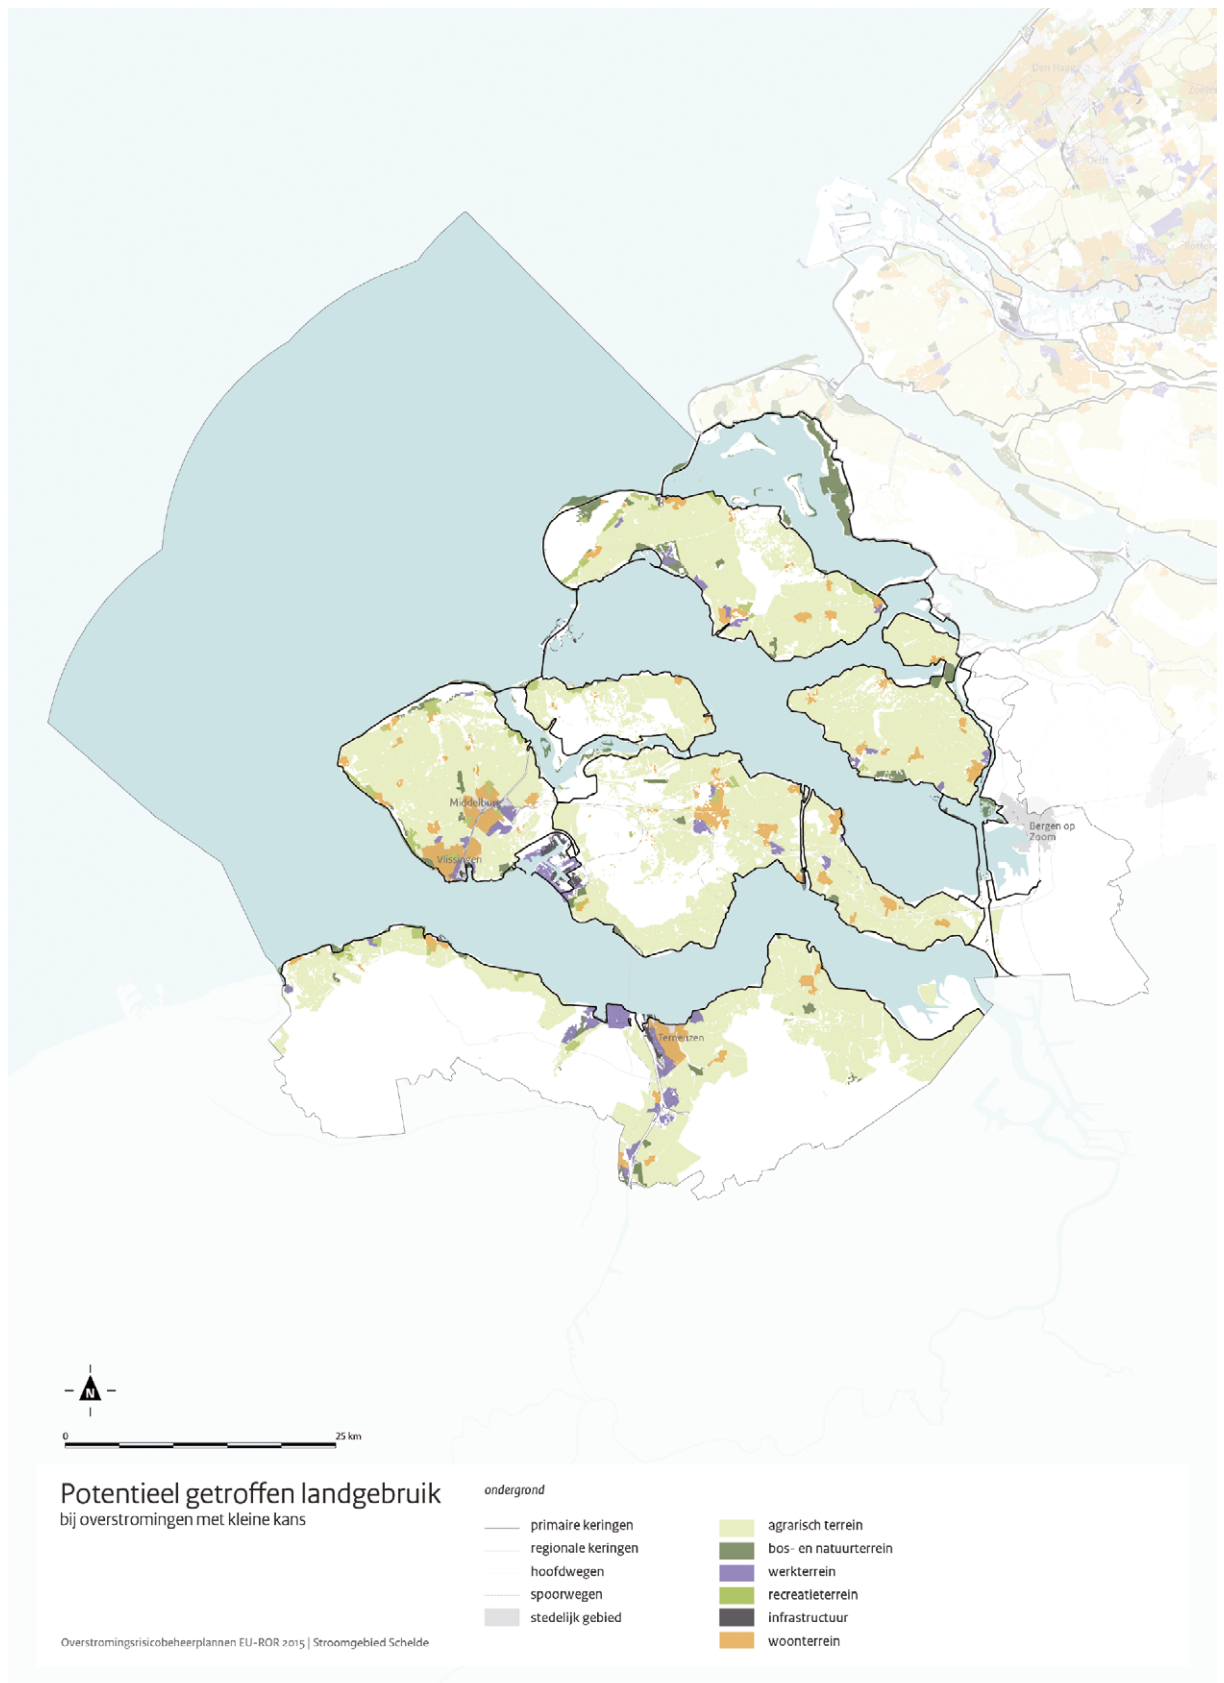 Den Haag
Delft
Middelburg
Vlissingen
Bergen op
Zoom
Terneuzen
N
0 25 km
Potentieel getroffen landgebruik
bij overstromingen met kleine kans
Overstromingsrisicobeheerplannen EU-ROR 2015 | Stroomgebied Schelde
ondergrond
primaire keringen
regionale keringen
hoofdwegen
spoorwegen
stedelijk gebied
agrarisch terrein
bos- en natuurterrein
werkterrein
recreatieterrein
infrastructuur
woonterrein